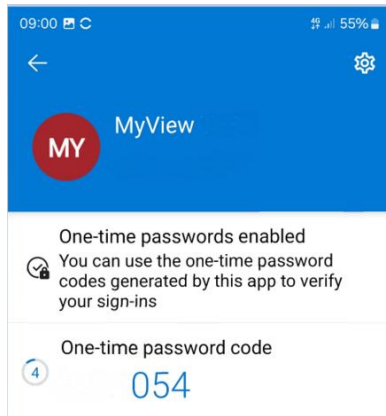 09:00 4G 55%
MyView
MY
One-time passwords enabled
You can use the one-time password
codes generated by this app to verify
your sign-ins
One-time password code
4
054